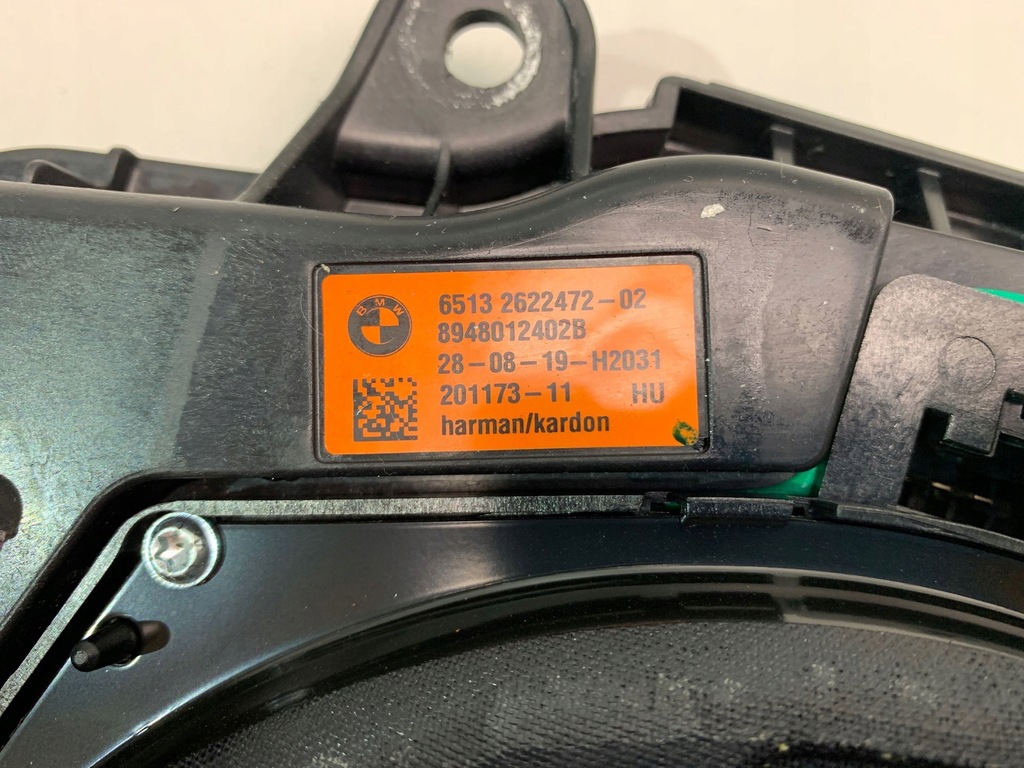 BMW
6513 2622472-02
8948012402B
28-08-19-H2031
201173-11 HU
harman/kardon